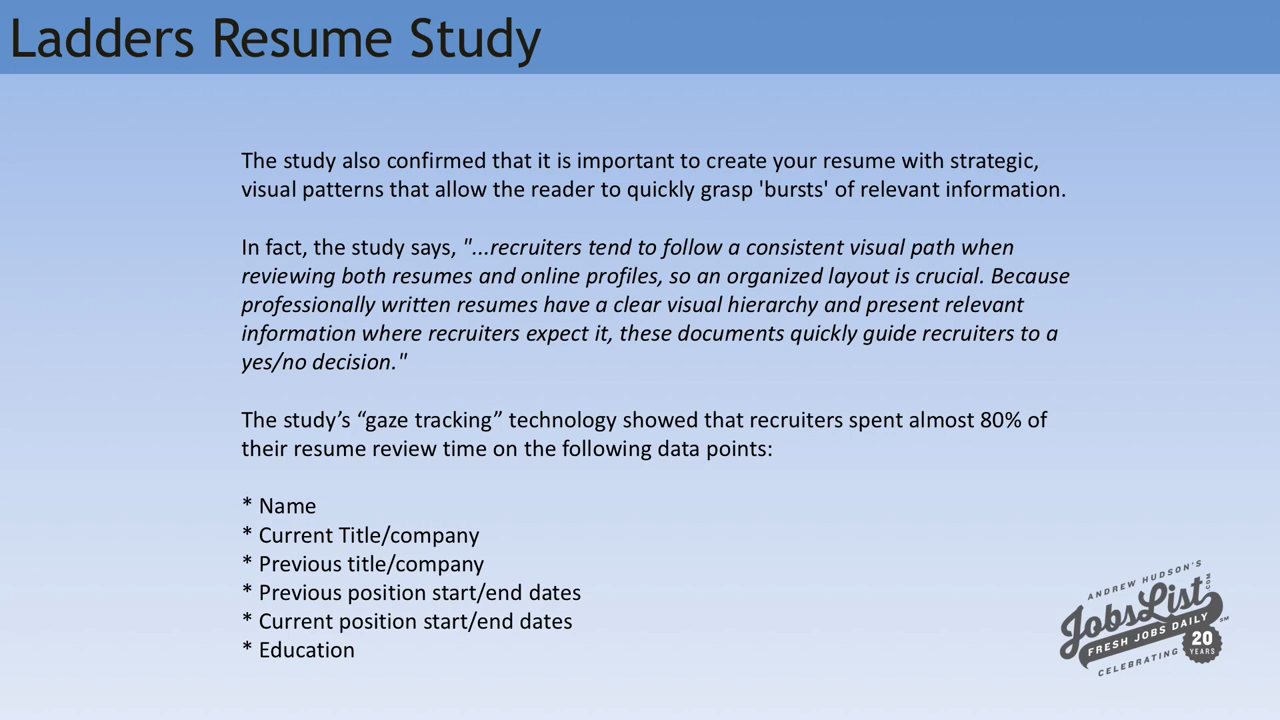 Ladders Resume Study
The study also confirmed that it is important to create your resume with strategic,
visual patterns that allow the reader to quickly grasp 'bursts' of relevant information.
In fact, the study says, "...recruiters tend to follow a consistent visual path when
reviewing both resumes and online profiles, so an organized layout is crucial. Because
professionally written resumes have a clear visual hierarchy and present relevant
information where recruiters expect it, these documents quickly guide recruiters to a
yes/no decision."
The study’s “gaze tracking” technology showed that recruiters spent almost 80% of
their resume review time on the following data points:
* Name
* Current Title/company
* Previous title/company
* Previous position start/end dates
* Current position start/end dates
* Education
ANDREW HUDSON'S
JobsList.COM
FRESH JOBS DAILY SM
CELEBRATING 20 YEARS